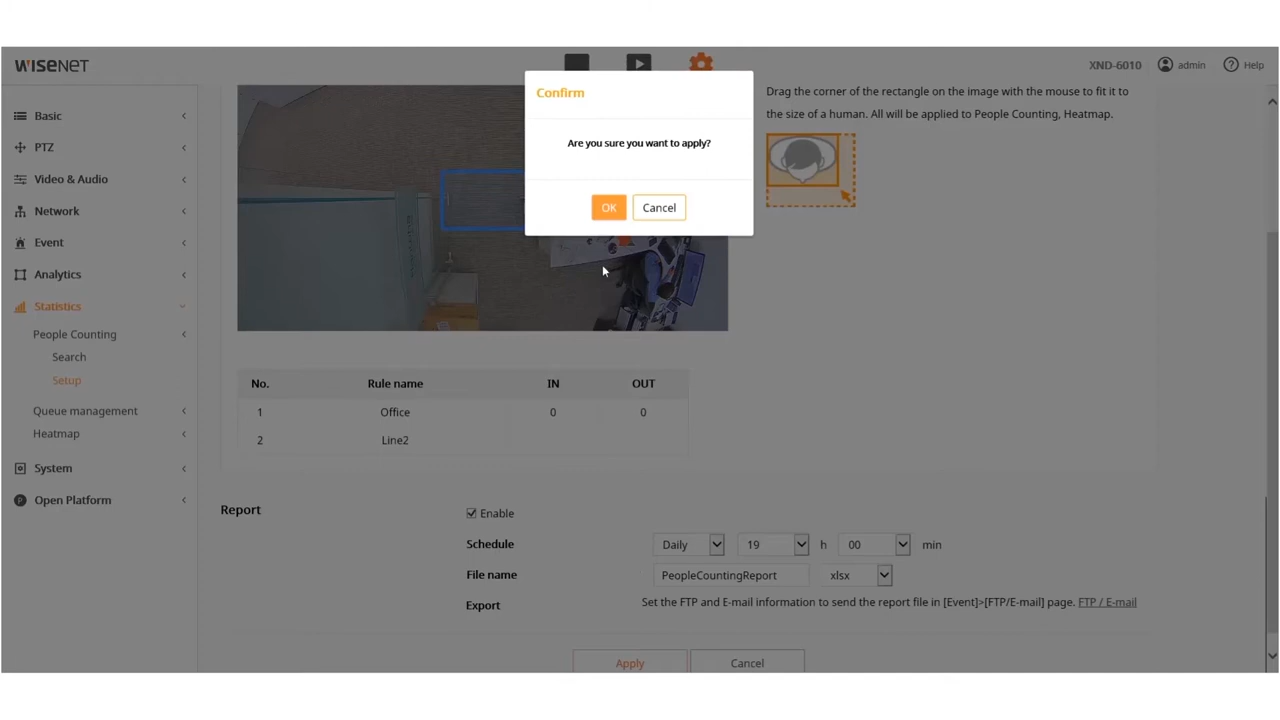 WISENET
XND-6010 admin Help
Confirm
Are you sure you want to apply?
OK Cancel
Drag the corner of the rectangle on the image with the mouse to fit it to
the size of a human. All will be applied to People Counting, Heatmap.
Basic
PTZ
Video & Audio
Network
Event
Analytics
Statistics
People Counting
Search
Setup
Queue management
Heatmap
System
Open Platform
No. Rule name IN OUT
1 Office 0 0
2 Line2
Report
Enable
Schedule Daily 19 h 00 min
File name PeopleCountingReport xlsx
Export Set the FTP and E-mail information to send the report file in [Event]>[FTP/E-mail] page. FTP / E-mail
Apply Cancel